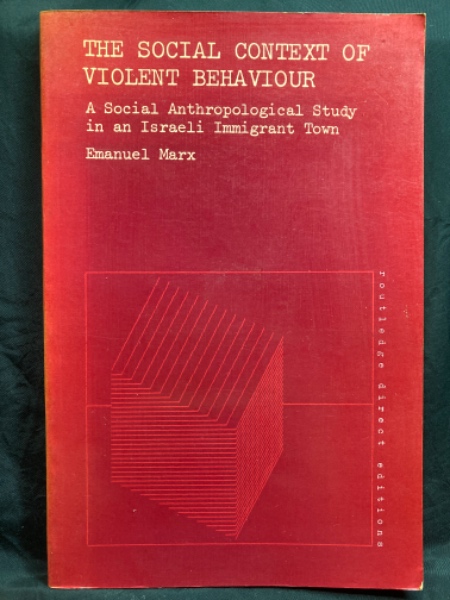 THE SOCIAL CONTEXT OF
VIOLENT BEHAVIOUR
A Social Anthropological Study
in an Israeli Immigrant Town
Emanuel Marx
routledge direct editions